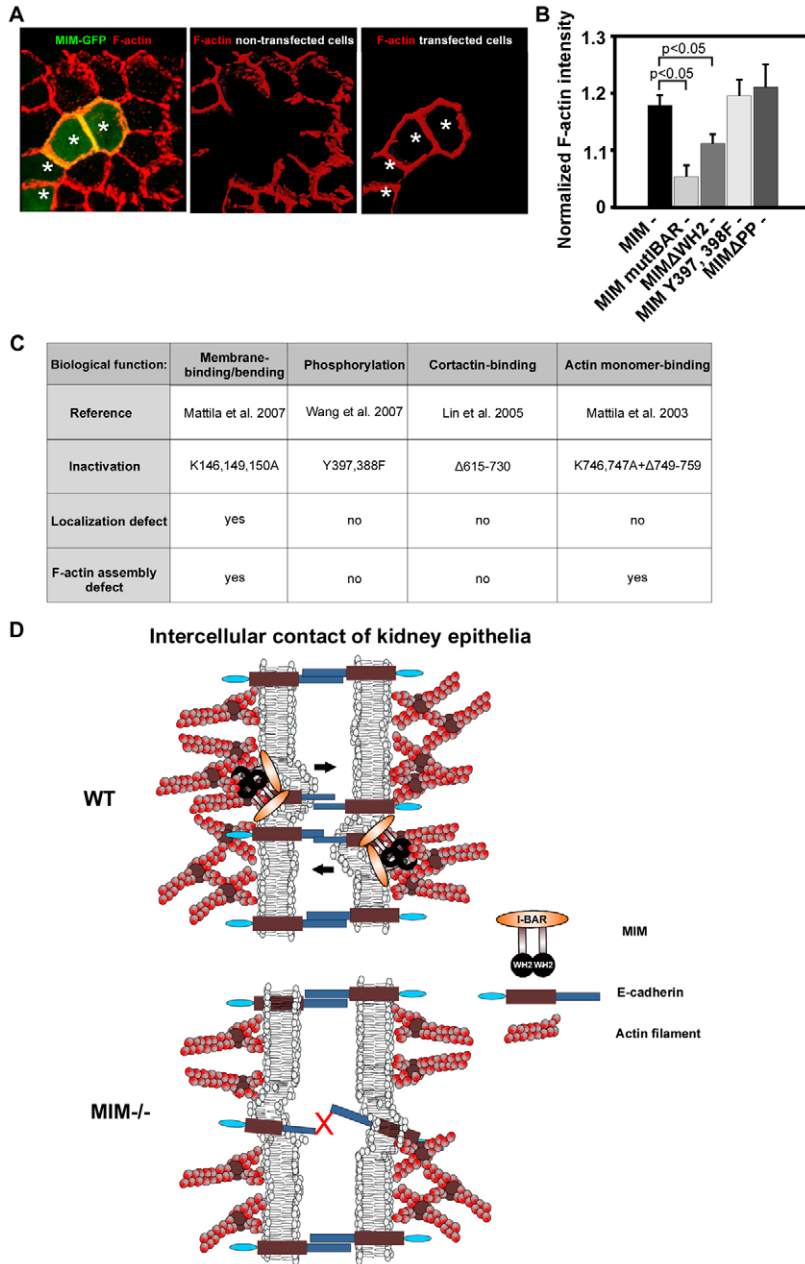 A
MIM-GFP F-actin
F-actin non-transfected cells
F-actin transfected cells
*
*
*
*
*
*
*
*
B
Normalized F-actin intensity
1.3
1.2
1.1
0
p<0.05
p<0.05
MIM -
MIM mutIBAR -
MIMΔWH2 -
MIM Y397, 398F -
MIMΔPP -
C
Biological function: Membrane-binding/bending Phosphorylation Cortactin-binding Actin monomer-binding
Reference Mattila et al. 2007 Wang et al. 2007 Lin et al. 2005 Mattila et al. 2003
Inactivation K146,149,150A Y397,388F Δ615-730 K746,747A+Δ749-759
Localization defect yes no no no
F-actin assembly defect yes no no yes
D
Intercellular contact of kidney epithelia
WT
I-BAR
WH2 WH2
MIM
E-cadherin
Actin filament
MIM-/-
X